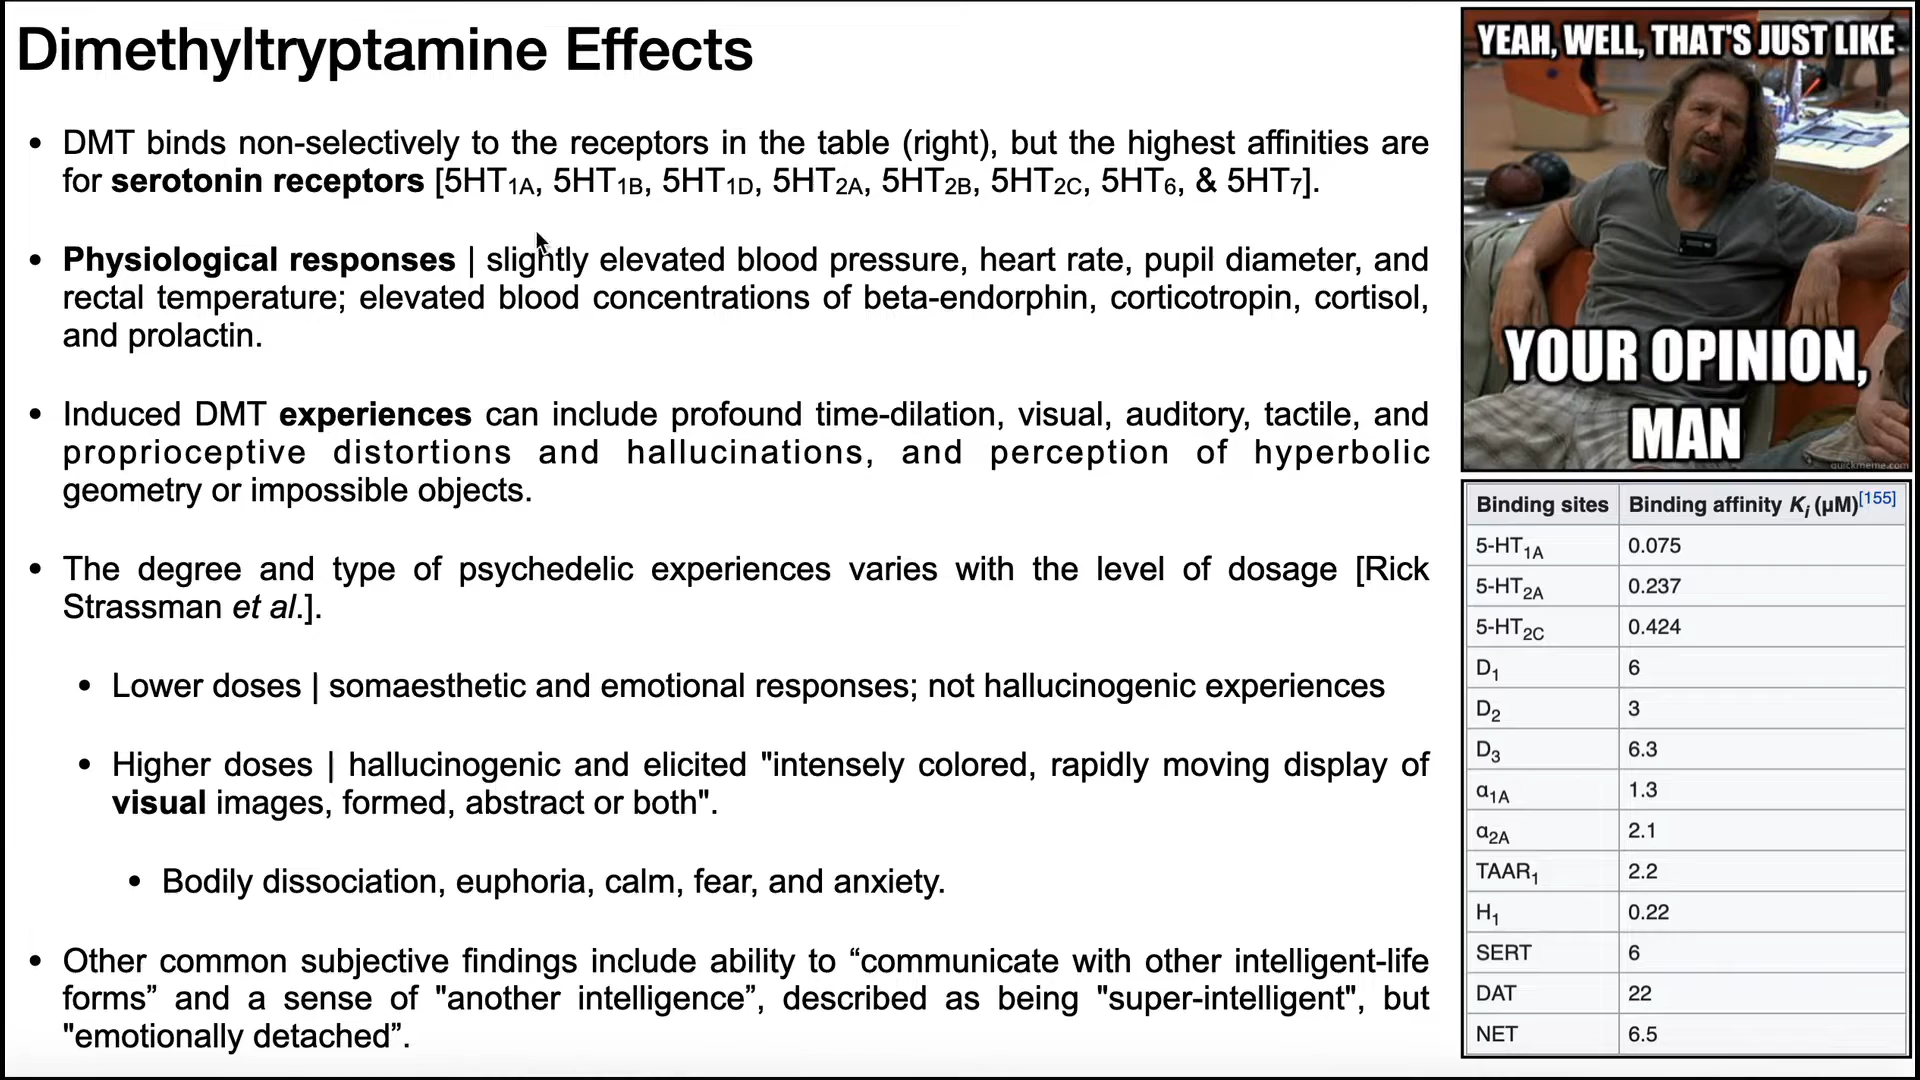 Dimethyltryptamine Effects
• DMT binds non-selectively to the receptors in the table (right), but the highest affinities are
for serotonin receptors [5HT1A, 5HT1B, 5HT1D, 5HT2A, 5HT2B, 5HT2C, 5HT6, & 5HT7].
• Physiological responses | slightly elevated blood pressure, heart rate, pupil diameter, and
rectal temperature; elevated blood concentrations of beta-endorphin, corticotropin, cortisol,
and prolactin.
• Induced DMT experiences can include profound time-dilation, visual, auditory, tactile, and
proprioceptive distortions and hallucinations, and perception of hyperbolic
geometry or impossible objects.
• The degree and type of psychedelic experiences varies with the level of dosage [Rick
Strassman et al.].
• Lower doses | somaesthetic and emotional responses; not hallucinogenic experiences
• Higher doses | hallucinogenic and elicited "intensely colored, rapidly moving display of
visual images, formed, abstract or both".
• Bodily dissociation, euphoria, calm, fear, and anxiety.
• Other common subjective findings include ability to “communicate with other intelligent-life
forms” and a sense of "another intelligence”, described as being "super-intelligent", but
"emotionally detached”.
YEAH, WELL, THAT'S JUST LIKE
YOUR OPINION,
MAN
quickmeme.com
Binding sites Binding affinity Ki (μM)[155]
5-HT1A 0.075
5-HT2A 0.237
5-HT2C 0.424
D1 6
D2 3
D3 6.3
α1A 1.3
α2A 2.1
TAAR1 2.2
H1 0.22
SERT 6
DAT 22
NET 6.5